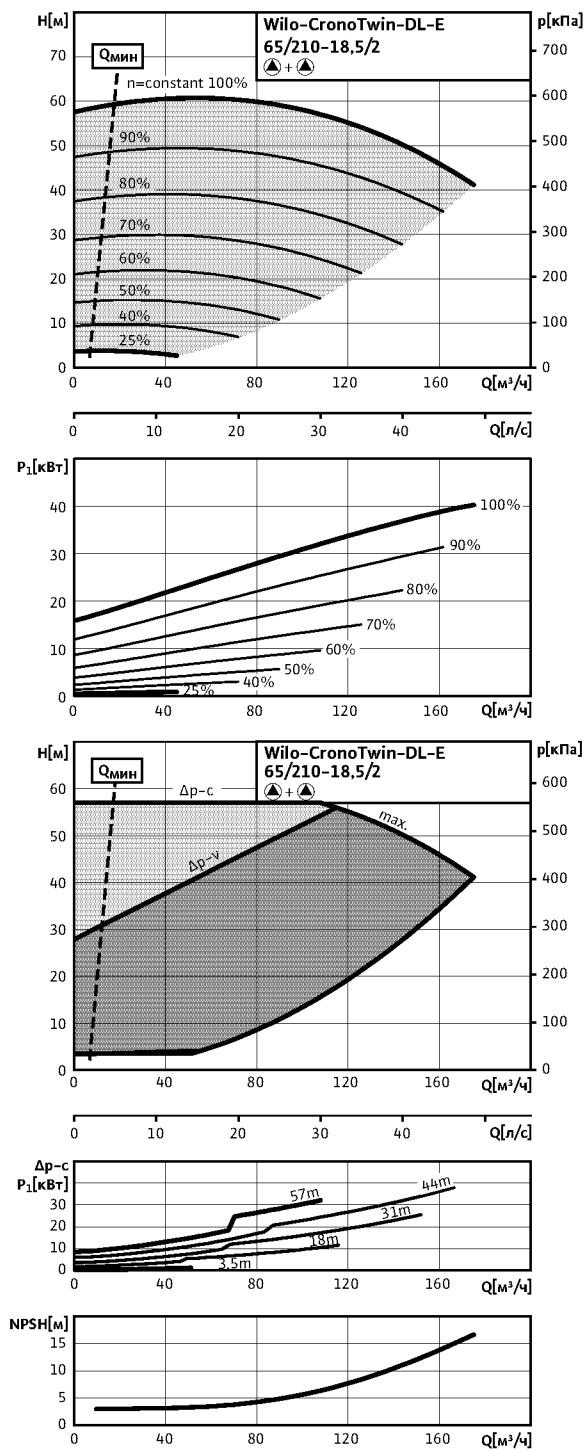 H[м]
Wilo-CronoTwin-DL-E
65/210-18,5/2
+
p[кПа]
Qмин
n=constant 100%
90%
80%
70%
60%
50%
40%
25%
70
60
50
40
30
20
10
0
700
600
500
400
300
200
100
0
0 40 80 120 160 Q[м³/ч]
0 10 20 30 40 Q[л/с]
P₁[кВт]
40
30
20
10
0
100%
90%
80%
70%
60%
50%
40%
25%
0 40 80 120 160 Q[м³/ч]
H[м]
Wilo-CronoTwin-DL-E
65/210-18,5/2
+
p[кПа]
Qмин
Δp-c
Δp-v
max.
60
50
40
30
20
10
0
600
500
400
300
200
100
0
0 40 80 120 160 Q[м³/ч]
0 10 20 30 40 Q[л/с]
Δp-c
P₁[кВт]
40
30
20
10
0
57m
44m
31m
18m
3.5m
0 40 80 120 160 Q[м³/ч]
NPSH[м]
15
10
5
0
0 40 80 120 160 Q[м³/ч]